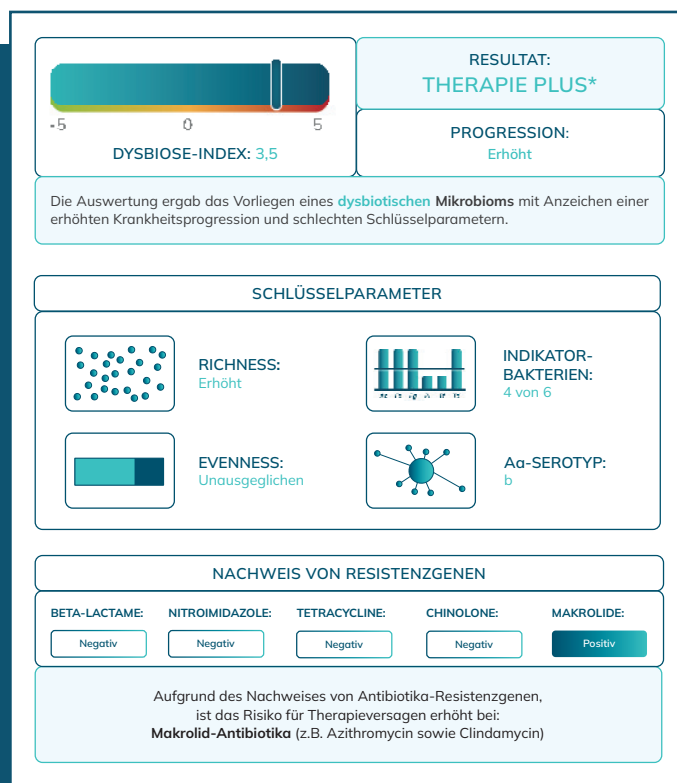 RESULTAT:
THERAPIE PLUS*
-5 0 5
DYSBIOSE-INDEX: 3,5
PROGRESSION:
Erhöht
Die Auswertung ergab das Vorliegen eines dysbiotischen Mikrobioms mit Anzeichen einer
erhöhten Krankheitsprogression und schlechten Schlüsselparametern.
SCHLÜSSELPARAMETER
RICHNESS:
Erhöht
INDIKATOR-
BAKTERIEN:
4 von 6
EVENNESS:
Unausgeglichen
Aa-SEROTYP:
b
NACHWEIS VON RESISTENZGENEN
BETA-LACTAME: NITROIMIDAZOLE: TETRACYCLINE: CHINOLONE: MAKROLIDE:
Negativ Negativ Negativ Negativ Positiv
Aufgrund des Nachweises von Antibiotika-Resistenzgenen,
ist das Risiko für Therapieversagen erhöht bei:
Makrolid-Antibiotika (z.B. Azithromycin sowie Clindamycin)